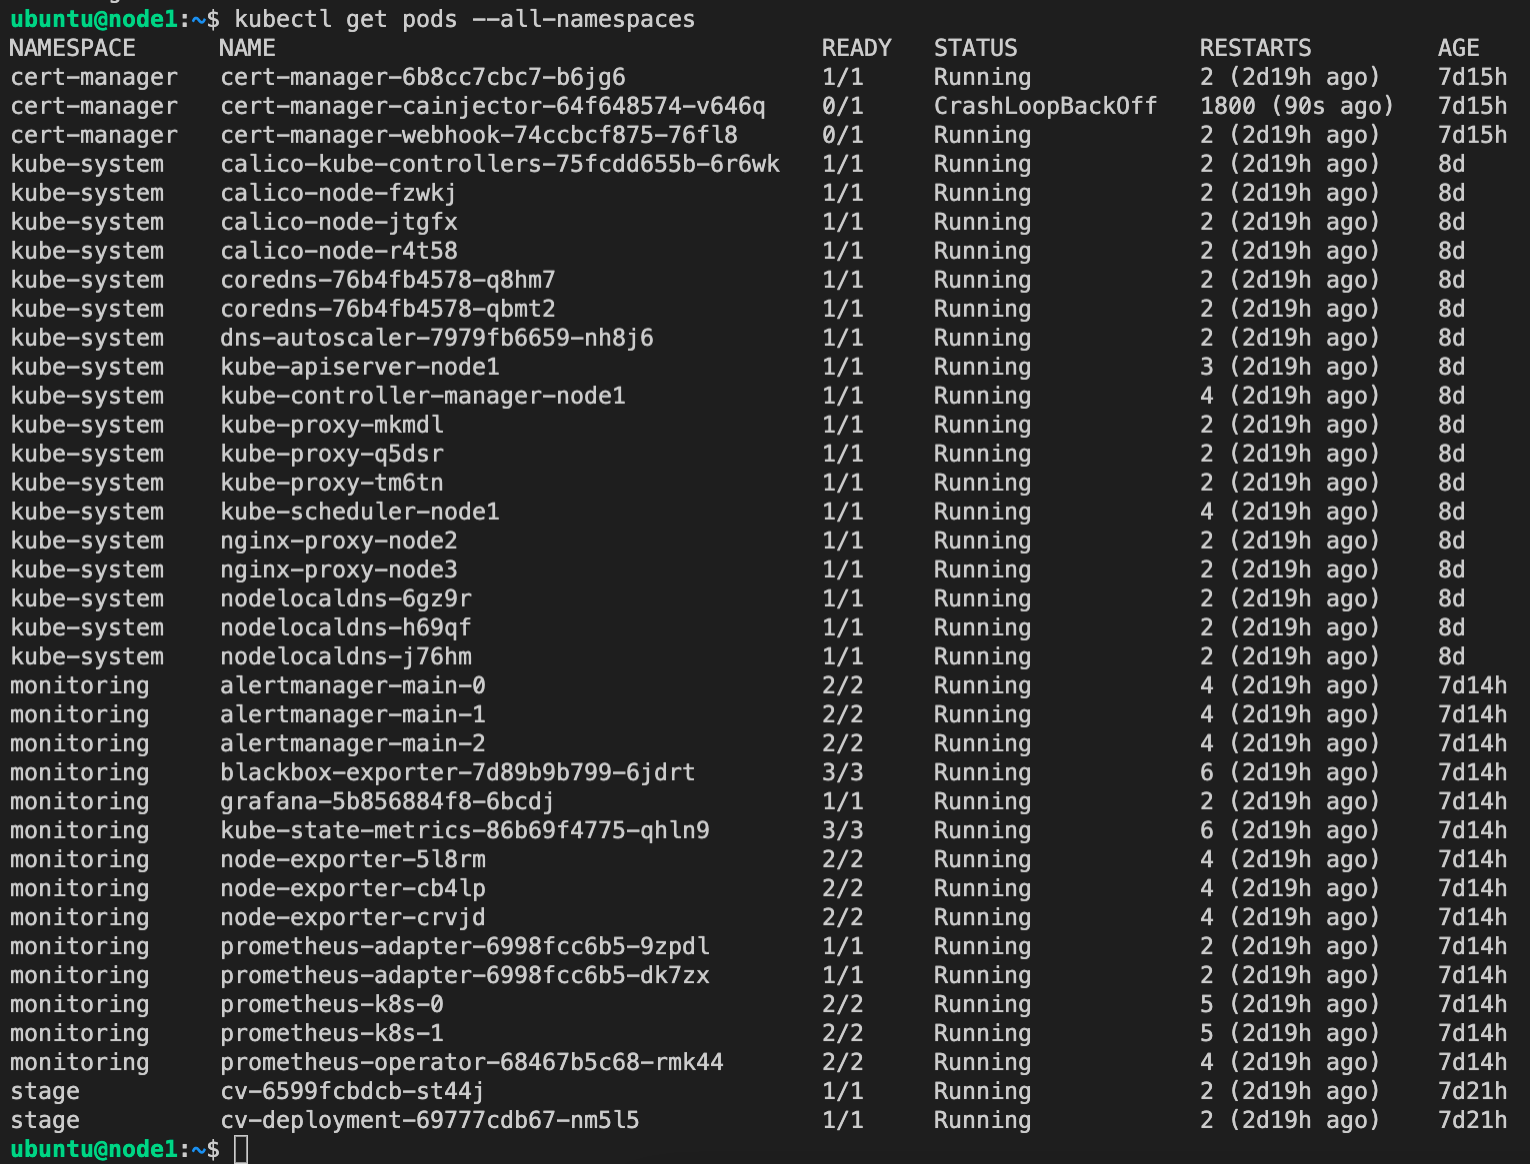 ubuntu@node1:~$ kubectl get pods --all-namespaces
NAMESPACE NAME READY STATUS RESTARTS AGE
cert-manager cert-manager-6b8cc7cbc7-b6jg6 1/1 Running 2 (2d19h ago) 7d15h
cert-manager cert-manager-cainjector-64f648574-v646q 0/1 CrashLoopBackOff 1800 (90s ago) 7d15h
cert-manager cert-manager-webhook-74ccbcf875-76fl8 0/1 Running 2 (2d19h ago) 7d15h
kube-system calico-kube-controllers-75fcdd655b-6r6wk 1/1 Running 2 (2d19h ago) 8d
kube-system calico-node-fzwkj 1/1 Running 2 (2d19h ago) 8d
kube-system calico-node-jtgfx 1/1 Running 2 (2d19h ago) 8d
kube-system calico-node-r4t58 1/1 Running 2 (2d19h ago) 8d
kube-system coredns-76b4fb4578-q8hm7 1/1 Running 2 (2d19h ago) 8d
kube-system coredns-76b4fb4578-qbmt2 1/1 Running 2 (2d19h ago) 8d
kube-system dns-autoscaler-7979fb6659-nh8j6 1/1 Running 2 (2d19h ago) 8d
kube-system kube-apiserver-node1 1/1 Running 3 (2d19h ago) 8d
kube-system kube-controller-manager-node1 1/1 Running 4 (2d19h ago) 8d
kube-system kube-proxy-mkmdl 1/1 Running 2 (2d19h ago) 8d
kube-system kube-proxy-q5dsr 1/1 Running 2 (2d19h ago) 8d
kube-system kube-proxy-tm6tn 1/1 Running 2 (2d19h ago) 8d
kube-system kube-scheduler-node1 1/1 Running 4 (2d19h ago) 8d
kube-system nginx-proxy-node2 1/1 Running 2 (2d19h ago) 8d
kube-system nginx-proxy-node3 1/1 Running 2 (2d19h ago) 8d
kube-system nodelocaldns-6gz9r 1/1 Running 2 (2d19h ago) 8d
kube-system nodelocaldns-h69qf 1/1 Running 2 (2d19h ago) 8d
kube-system nodelocaldns-j76hm 1/1 Running 2 (2d19h ago) 8d
monitoring alertmanager-main-0 2/2 Running 4 (2d19h ago) 7d14h
monitoring alertmanager-main-1 2/2 Running 4 (2d19h ago) 7d14h
monitoring alertmanager-main-2 2/2 Running 4 (2d19h ago) 7d14h
monitoring blackbox-exporter-7d89b9b799-6jdrt 3/3 Running 6 (2d19h ago) 7d14h
monitoring grafana-5b856884f8-6bcdj 1/1 Running 2 (2d19h ago) 7d14h
monitoring kube-state-metrics-86b69f4775-qhln9 3/3 Running 6 (2d19h ago) 7d14h
monitoring node-exporter-5l8rm 2/2 Running 4 (2d19h ago) 7d14h
monitoring node-exporter-cb4lp 2/2 Running 4 (2d19h ago) 7d14h
monitoring node-exporter-crvjd 2/2 Running 4 (2d19h ago) 7d14h
monitoring prometheus-adapter-6998fcc6b5-9zpdl 1/1 Running 2 (2d19h ago) 7d14h
monitoring prometheus-adapter-6998fcc6b5-dk7zx 1/1 Running 2 (2d19h ago) 7d14h
monitoring prometheus-k8s-0 2/2 Running 5 (2d19h ago) 7d14h
monitoring prometheus-k8s-1 2/2 Running 5 (2d19h ago) 7d14h
monitoring prometheus-operator-68467b5c68-rmk44 2/2 Running 4 (2d19h ago) 7d14h
stage cv-6599fcbdcb-st44j 1/1 Running 2 (2d19h ago) 7d21h
stage cv-deployment-69777cdb67-nm5l5 1/1 Running 2 (2d19h ago) 7d21h
ubuntu@node1:~$